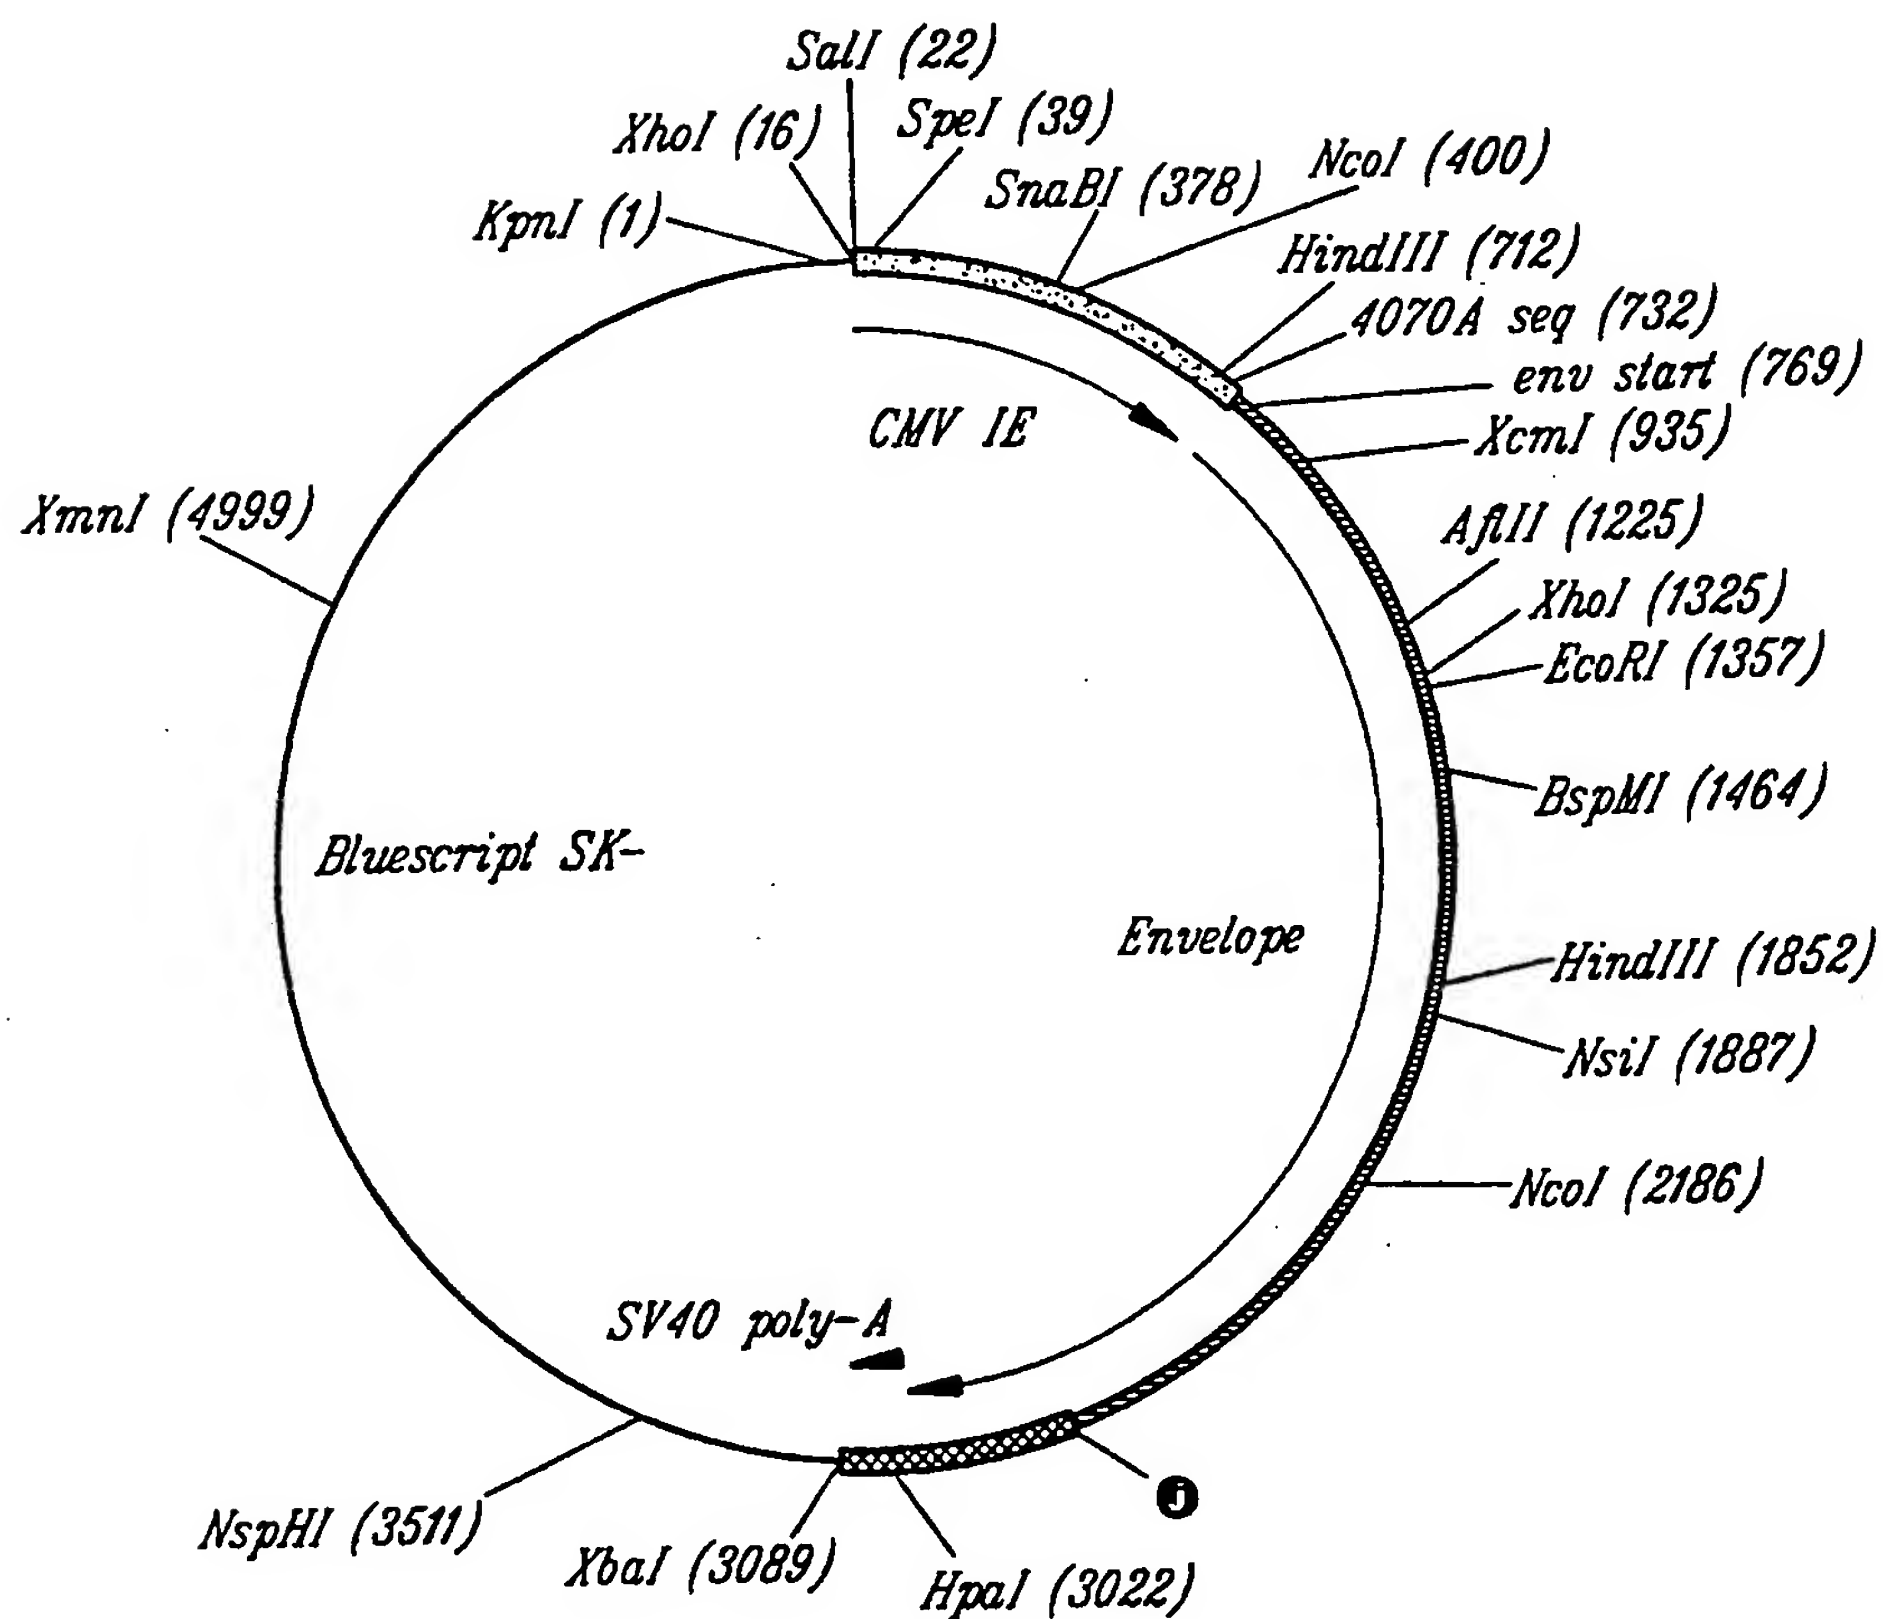 SalI (22)
XhoI (16)
SpeI (39)
KpnI (1)
SnaBI (378)
NcoI (400)
HindIII (712)
4070A seq (732)
env start (769)
XcmI (935)
AflII (1225)
XhoI (1325)
EcoRI (1357)
BspMI (1464)
HindIII (1852)
NsiI (1887)
NcoI (2186)
j
HpaI (3022)
XbaI (3089)
NspHI (3511)
XmnI (4999)
CMV IE
Bluescript SK-
Envelope
SV40 poly-A